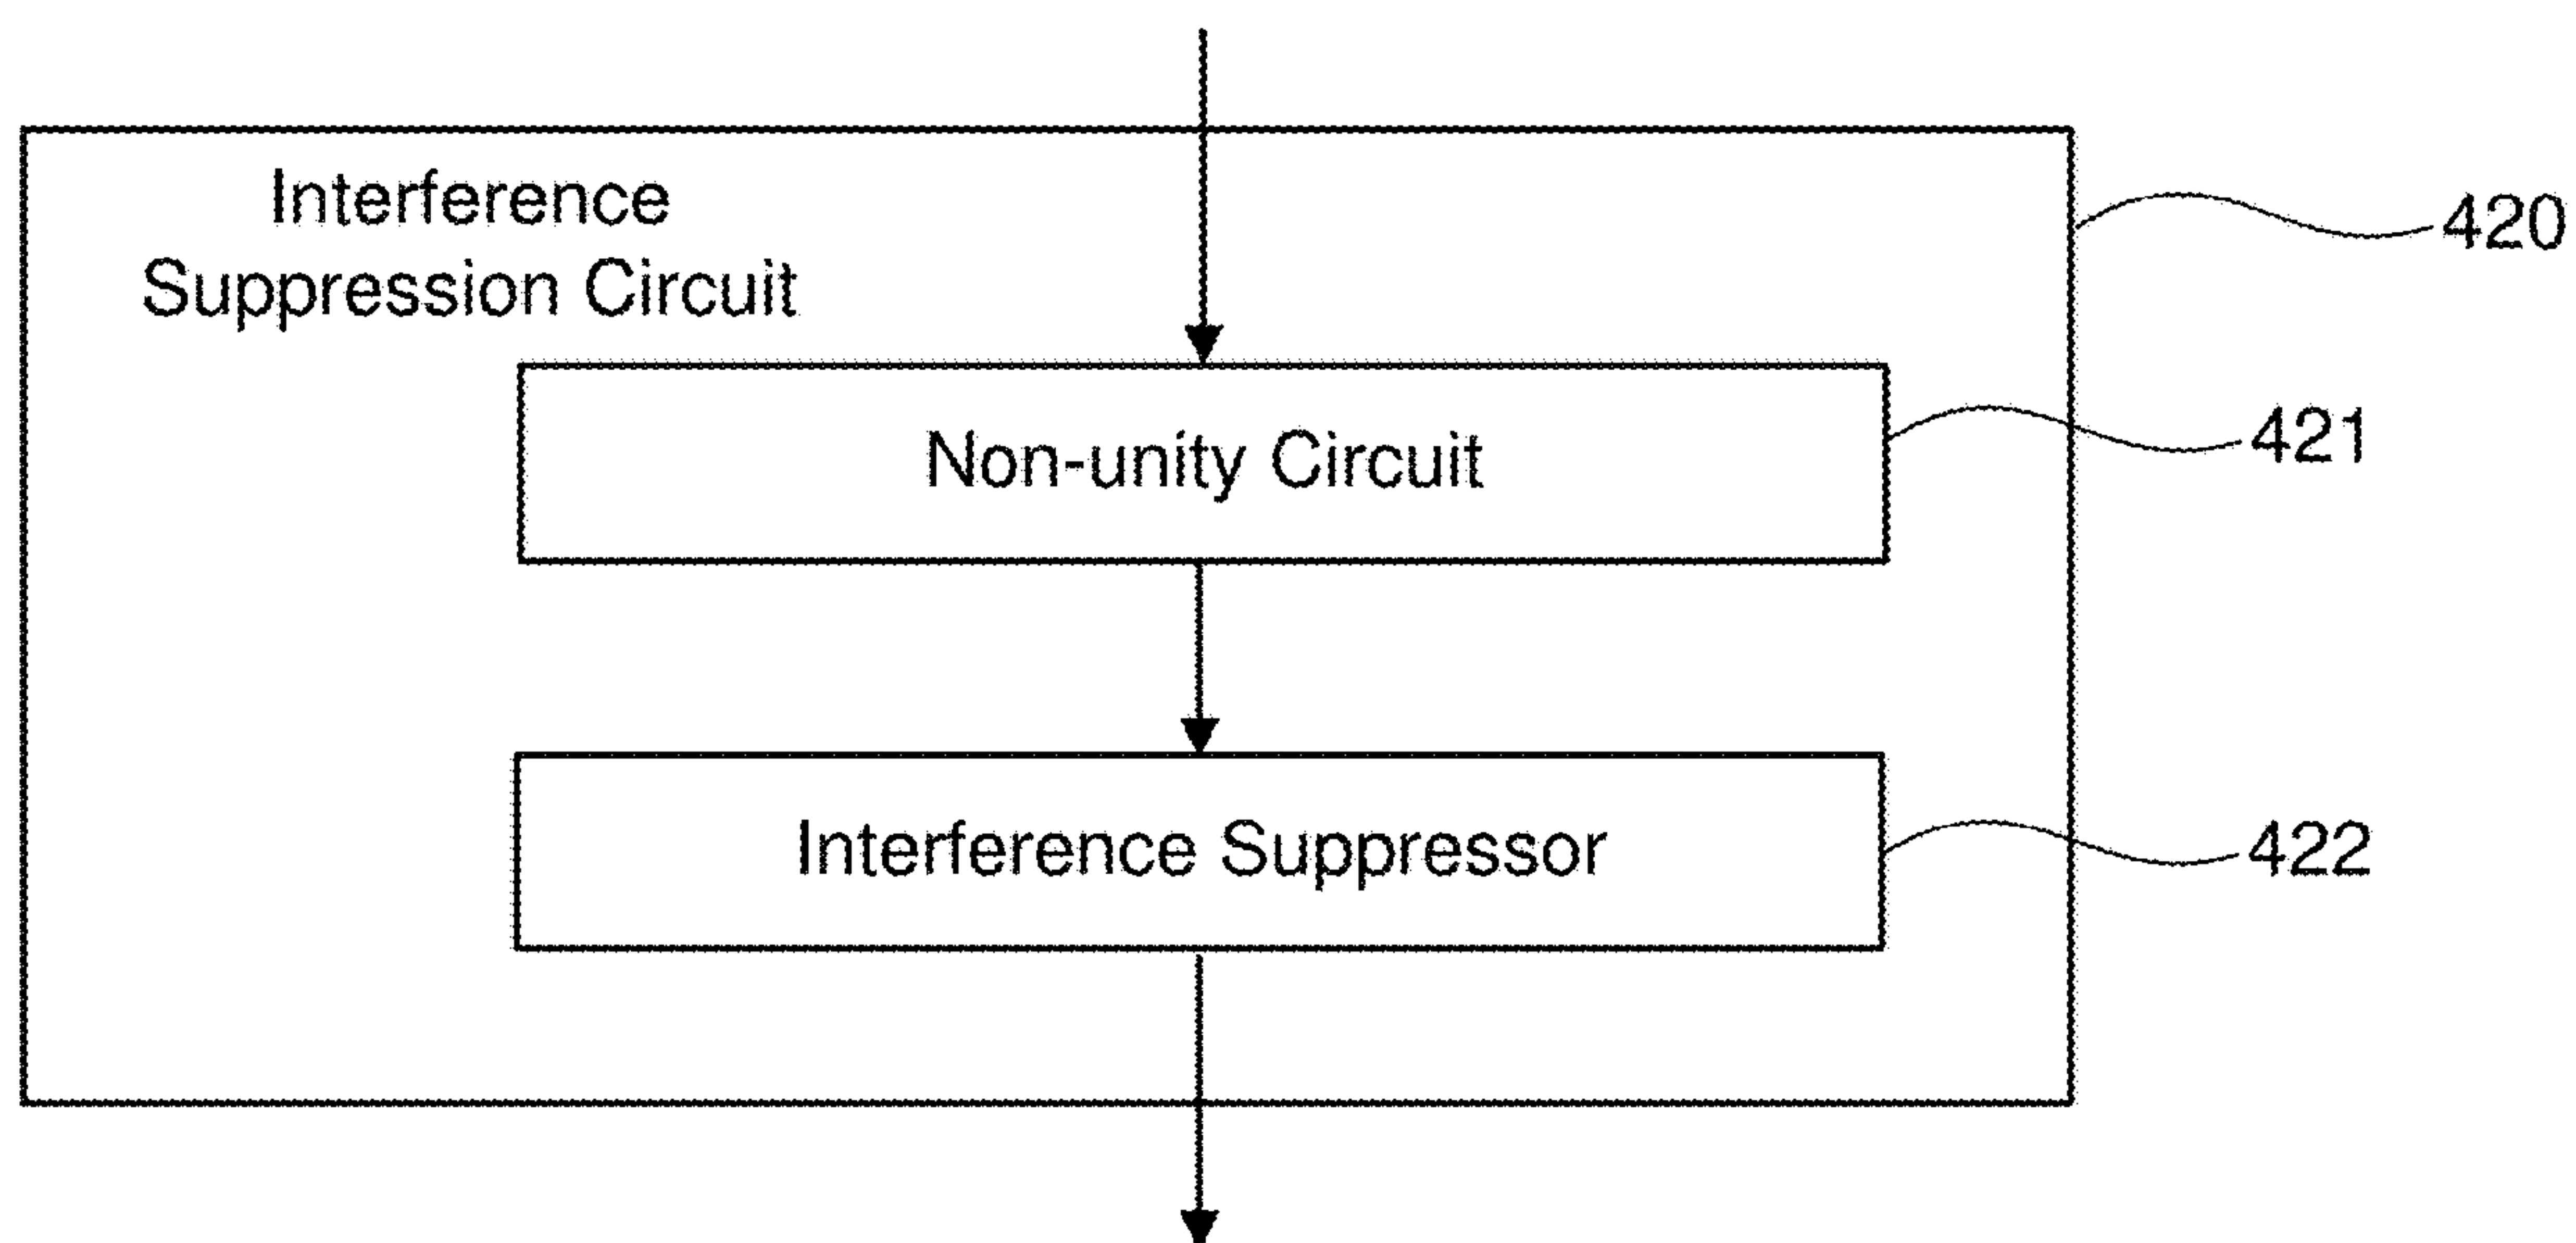 Interference
Suppression Circuit
420
Non-unity Circuit
421
Interference Suppressor
422